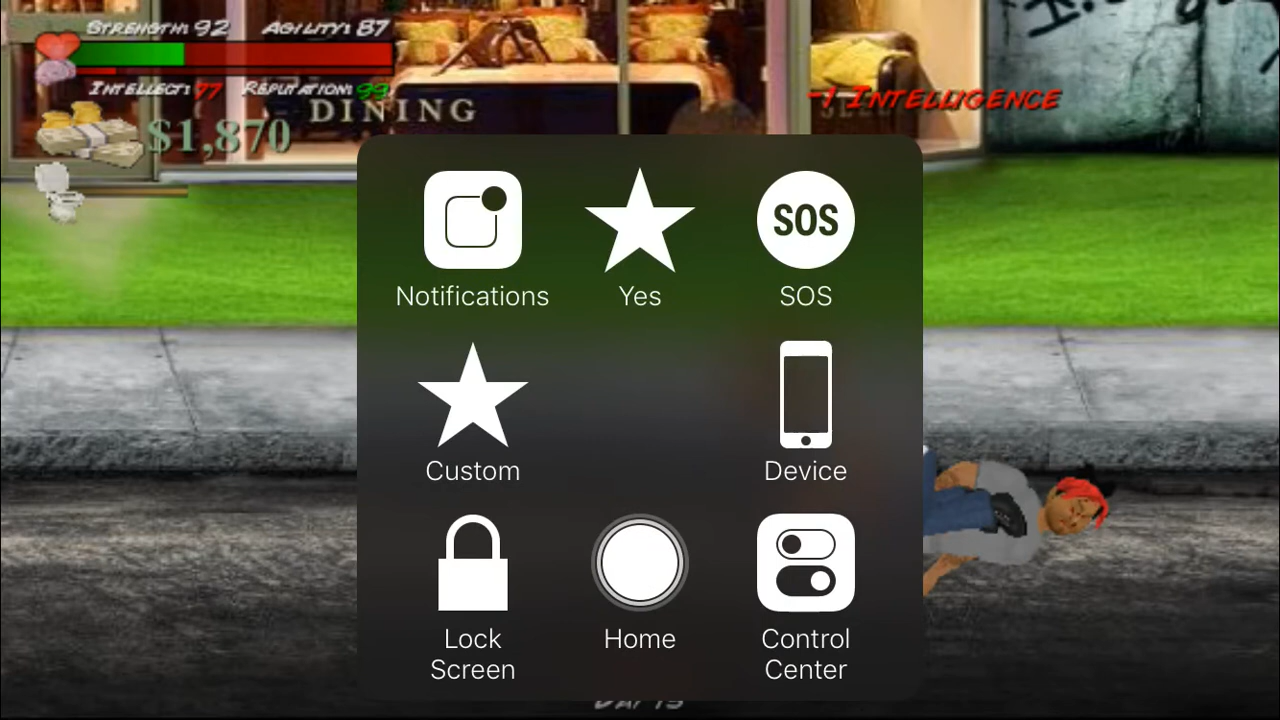 Strength: 92 Agility: 87
Intellect: 77 Reputation: 99
DINING
$1,870
-1 Intelligence
Notifications
Yes
SOS
SOS
Custom
Device
Lock
Screen
Home
Control
Center